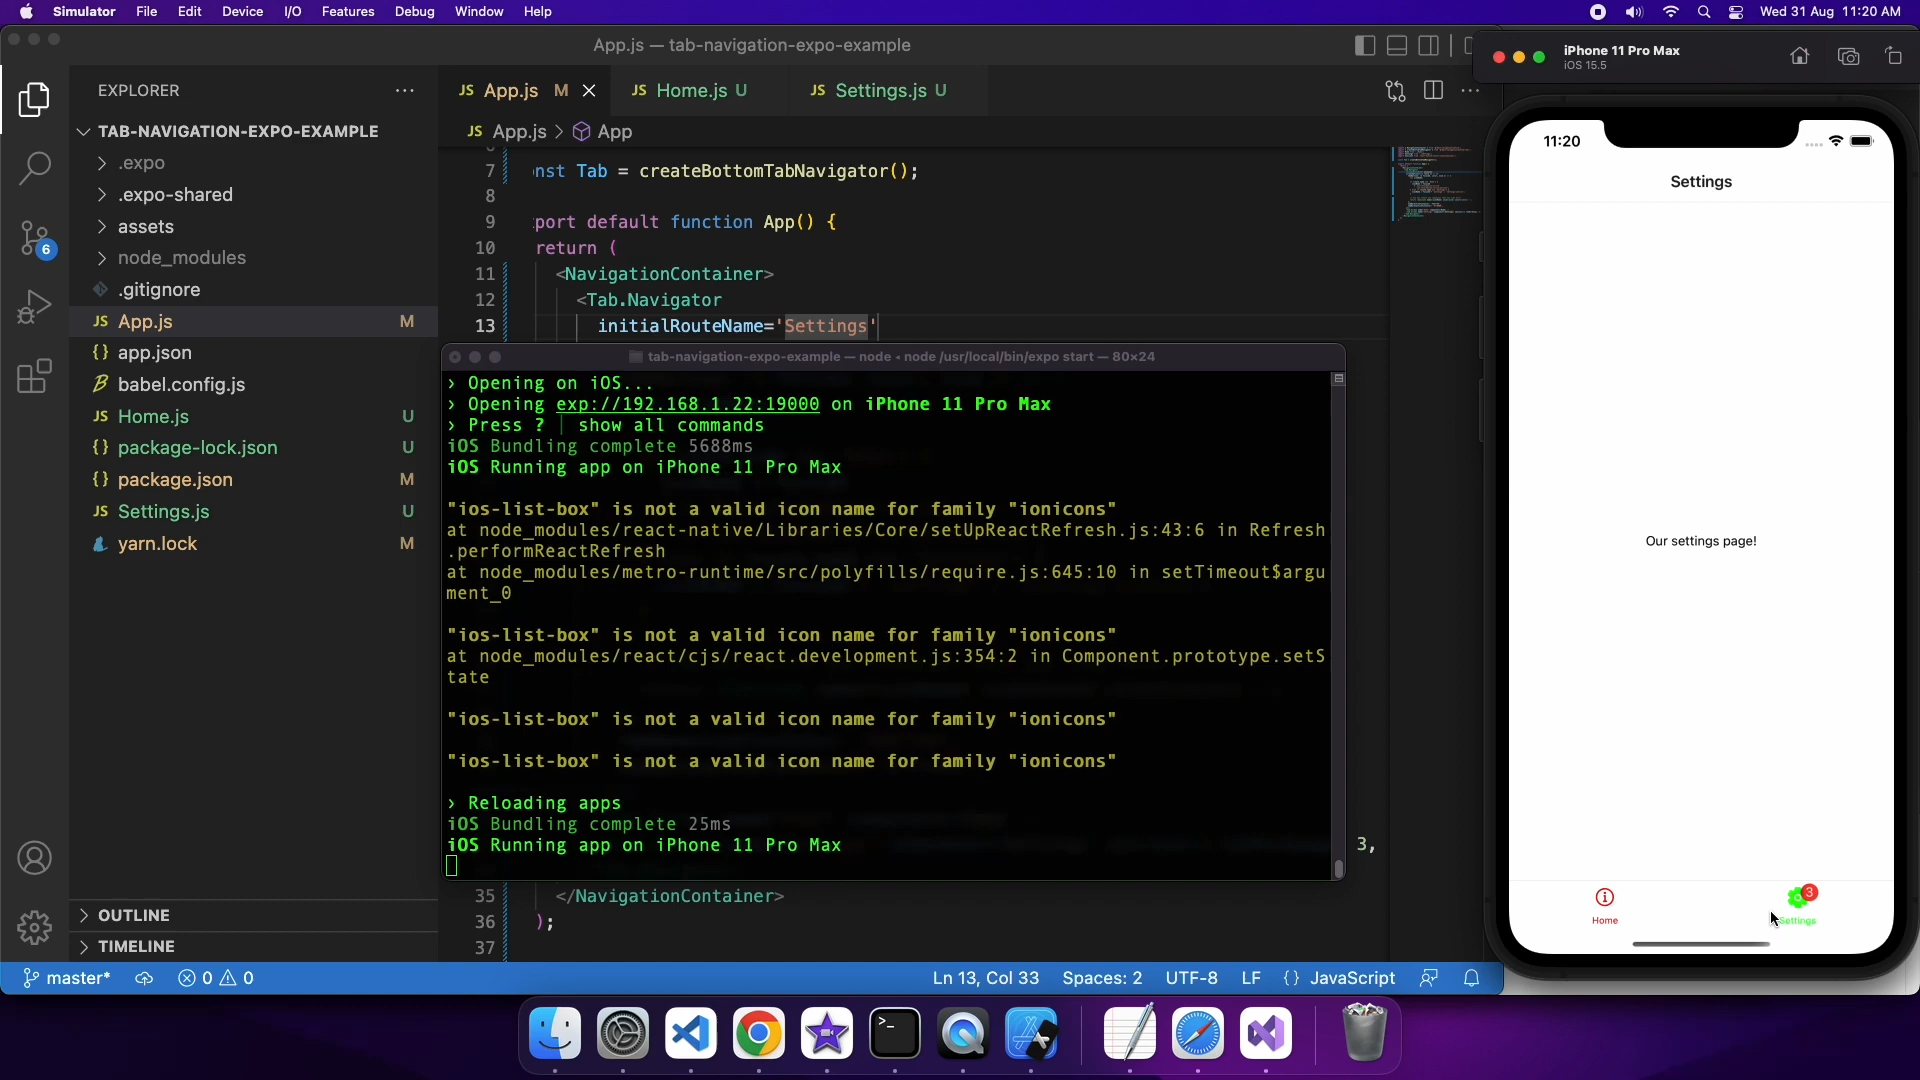 Simulator File Edit Device I/O Features Debug Window Help
Wed 31 Aug 11:20 AM
App.js — tab-navigation-expo-example
iPhone 11 Pro Max
iOS 15.5
EXPLORER
JS App.js M
JS Home.js U
JS Settings.js U
TAB-NAVIGATION-EXPO-EXAMPLE
JS App.js > App
.expo
.expo-shared
assets
node_modules
.gitignore
JS App.js M
{} app.json
babel.config.js
JS Home.js U
{} package-lock.json U
{} package.json M
JS Settings.js U
yarn.lock M
6
OUTLINE
TIMELINE
7 nst Tab = createBottomTabNavigator();
8
9 port default function App() {
10 return (
11 <NavigationContainer>
12 <Tab.Navigator
13 initialRouteName='Settings'
tab-navigation-expo-example — node ◂ node /usr/local/bin/expo start — 80×24
› Opening on iOS...
› Opening exp://192.168.1.22:19000 on iPhone 11 Pro Max
› Press ? │ show all commands
iOS Bundling complete 5688ms
iOS Running app on iPhone 11 Pro Max
"ios-list-box" is not a valid icon name for family "ionicons"
at node_modules/react-native/Libraries/Core/setUpReactRefresh.js:43:6 in Refresh
.performReactRefresh
at node_modules/metro-runtime/src/polyfills/require.js:645:10 in setTimeout$argu
ment_0
"ios-list-box" is not a valid icon name for family "ionicons"
at node_modules/react/cjs/react.development.js:354:2 in Component.prototype.setS
tate
"ios-list-box" is not a valid icon name for family "ionicons"
"ios-list-box" is not a valid icon name for family "ionicons"
› Reloading apps
iOS Bundling complete 25ms
iOS Running app on iPhone 11 Pro Max
3,
35 </NavigationContainer>
36 );
37
11:20
Settings
Our settings page!
3
Home
Settings
master* 0 0
Ln 13, Col 33 Spaces: 2 UTF-8 LF {} JavaScript